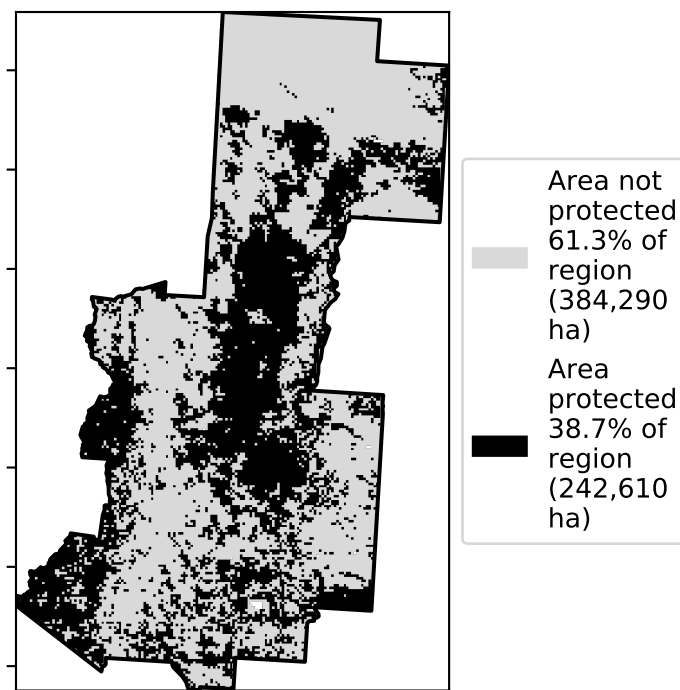 Area not
protected
61.3% of
region
(384,290
ha)
Area
protected
38.7% of
region
(242,610
ha)